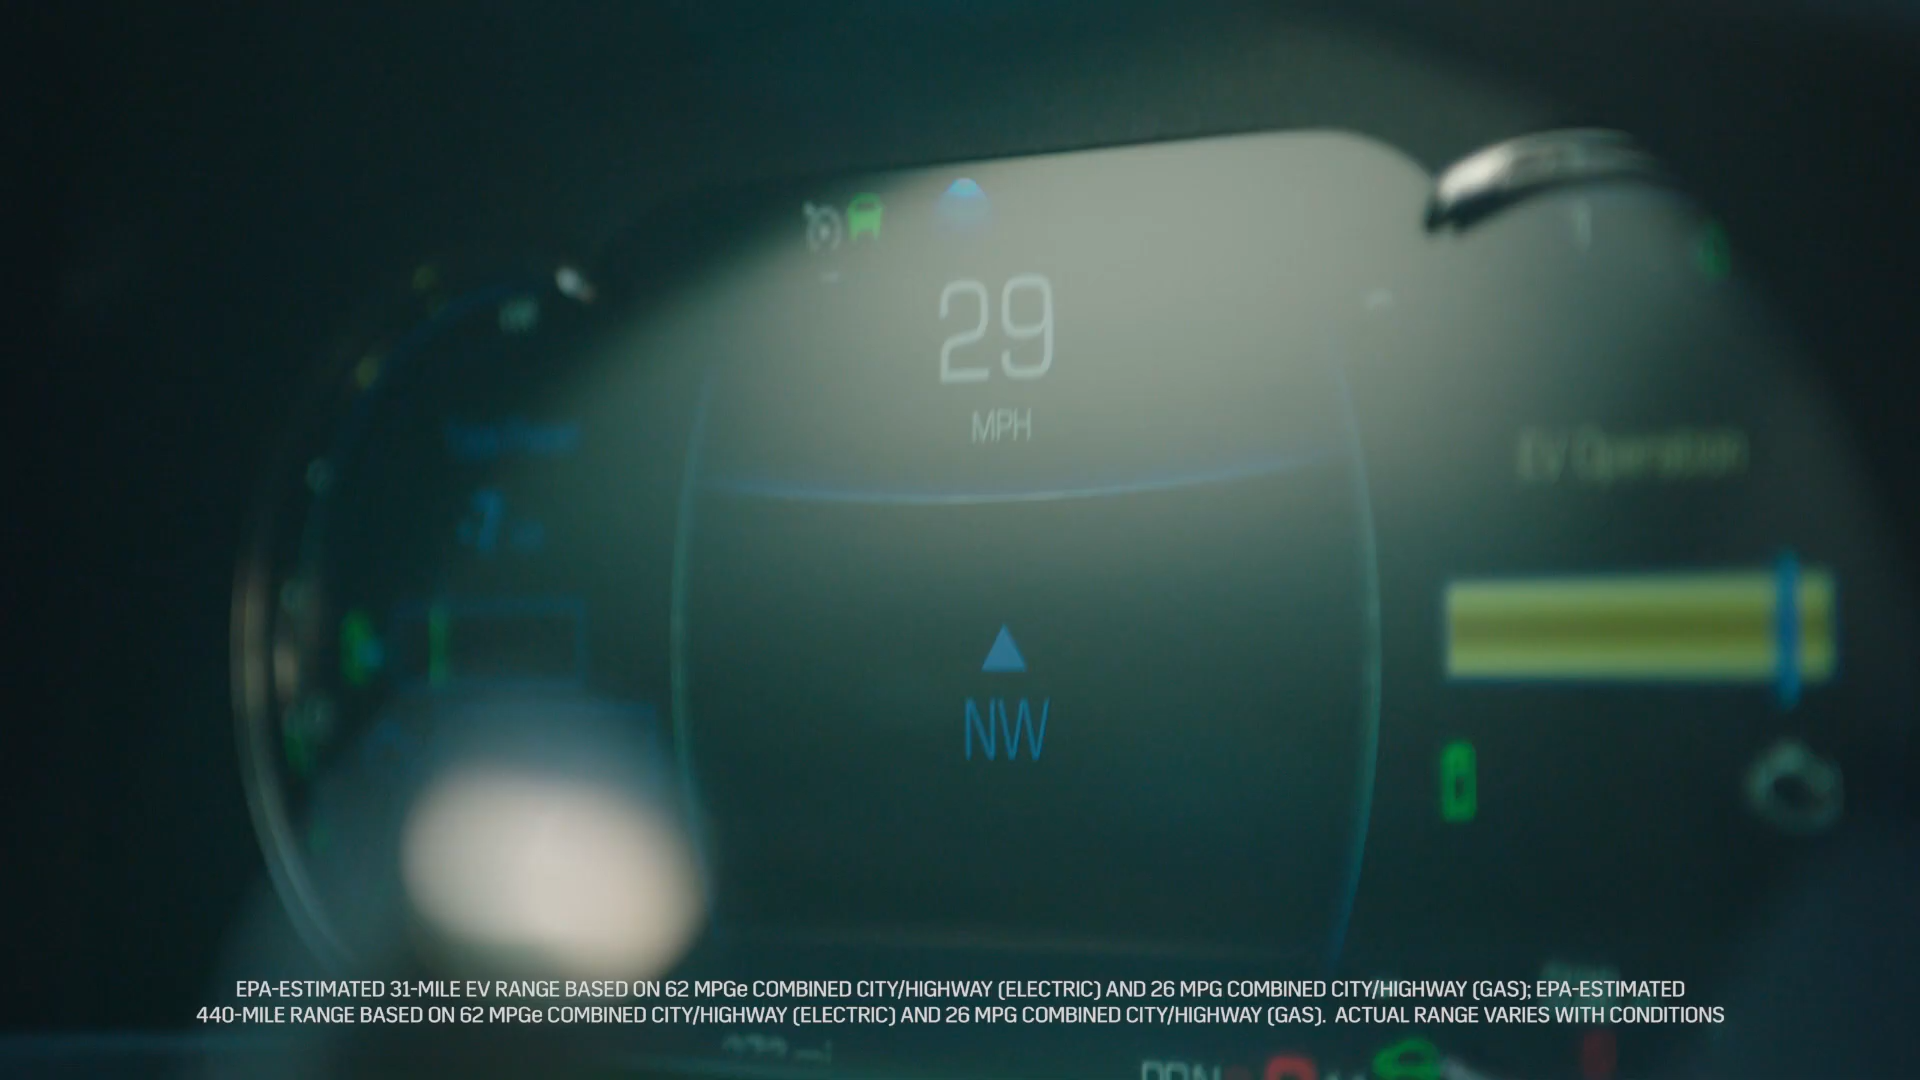 29
MPH
EV Operation
NW
EPA-ESTIMATED 31-MILE EV RANGE BASED ON 62 MPGe COMBINED CITY/HIGHWAY (ELECTRIC) AND 26 MPG COMBINED CITY/HIGHWAY (GAS); EPA-ESTIMATED
440-MILE RANGE BASED ON 62 MPGe COMBINED CITY/HIGHWAY (ELECTRIC) AND 26 MPG COMBINED CITY/HIGHWAY (GAS). ACTUAL RANGE VARIES WITH CONDITIONS